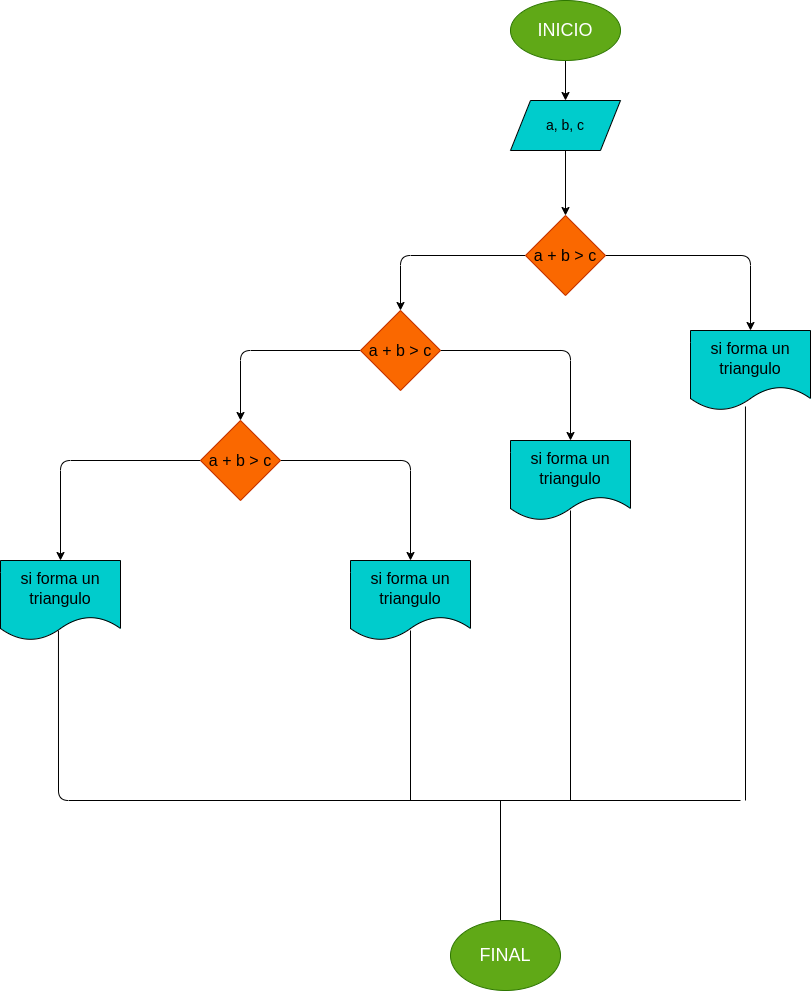 INICIO
a, b, c
a + b > c
a + b > c
si forma un
triangulo
a + b > c
si forma un
triangulo
si forma un
triangulo
si forma un
triangulo
FINAL